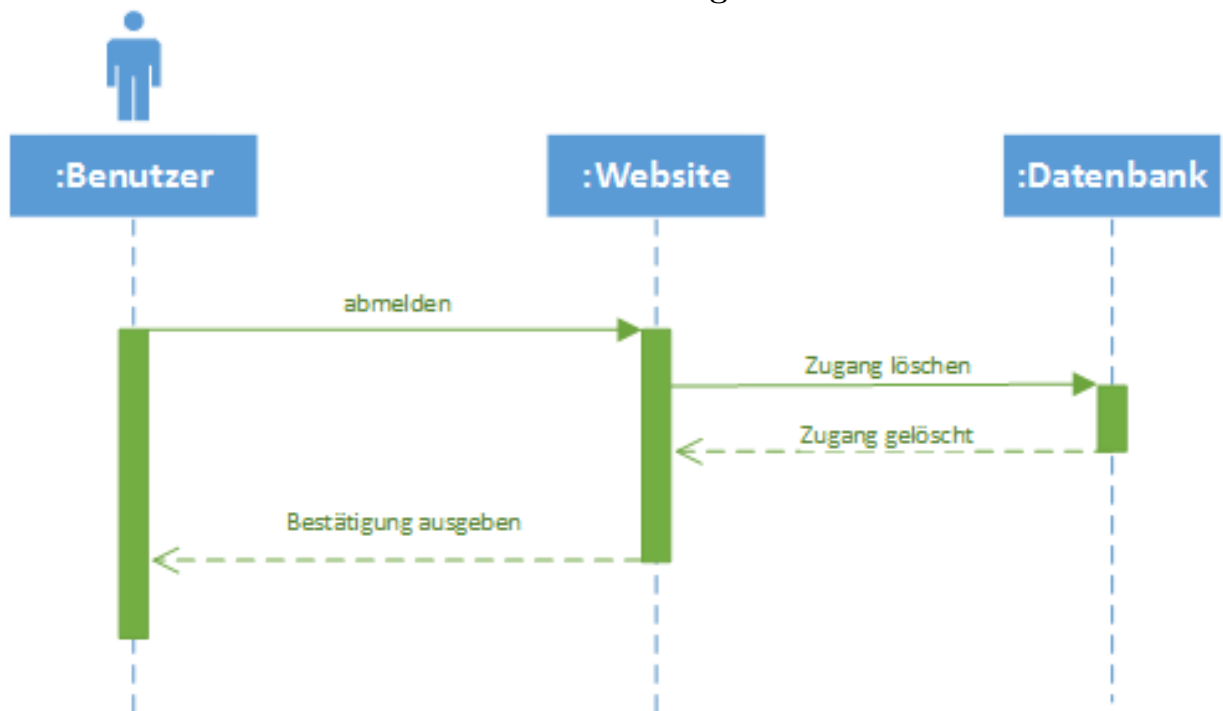 :Benutzer
:Website
:Datenbank
abmelden
Zugang löschen
Zugang gelöscht
Bestätigung ausgeben